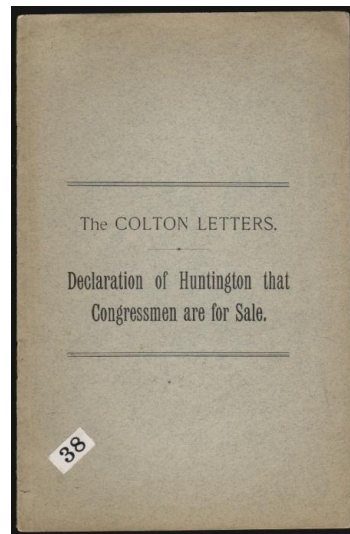 The COLTON LETTERS.
Declaration of Huntington that
Congressmen are for Sale.
38